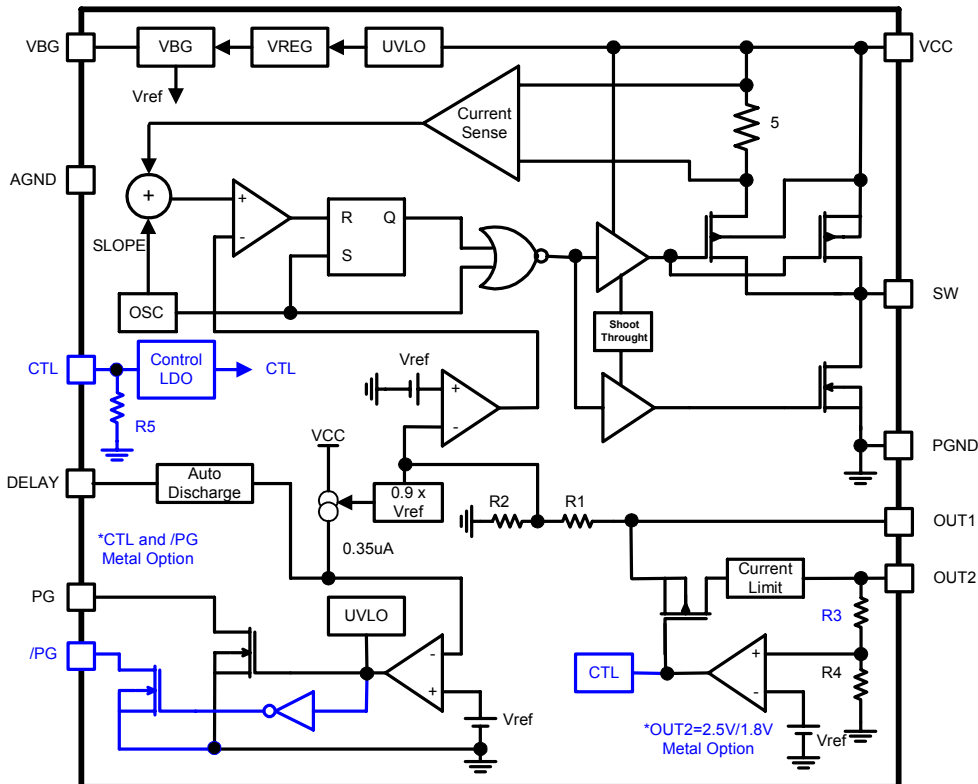 VBG
VBG
VREG
UVLO
VCC
Vref
Current
Sense
5
AGND
+
SLOPE
+
-
R
Q
S
OSC
Shoot
Throught
SW
CTL
Control
LDO
CTL
R5
Vref
+
-
VCC
PGND
DELAY
Auto
Discharge
0.9 x
Vref
R2
R1
OUT1
0.35uA
*CTL and /PG
Metal Option
Current
Limit
OUT2
PG
UVLO
R3
/PG
-
+
CTL
+
-
R4
Vref
*OUT2=2.5V/1.8V
Metal Option
Vref